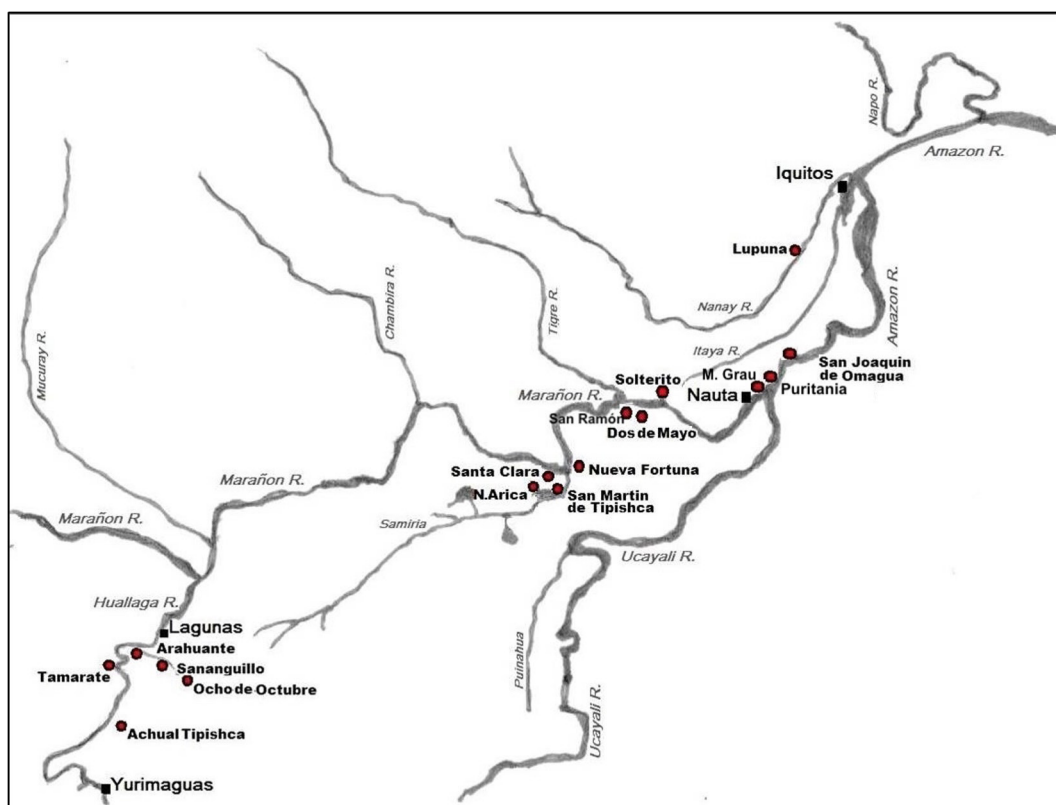 Napo R.
Amazon R.
Iquitos
Lupuna
Amazon R.
Nanay R.
Tigre R.
Chambira R.
Mucuray R.
Itaya R.
San Joaquin
de Omagua
M. Grau
Puritania
Nauta
Solterito
Marañon R.
San Ramón
Dos de Mayo
Nueva Fortuna
Santa Clara
N.Arica
San Martin
de Tipishca
Marañon R.
Marañon R.
Samiria
Ucayali R.
Huallaga R.
Lagunas
Arahuante
Sananguillo
Tamarate
Ocho de Octubre
Puinahua
Ucayali R.
Achual Tipishca
Yurimaguas